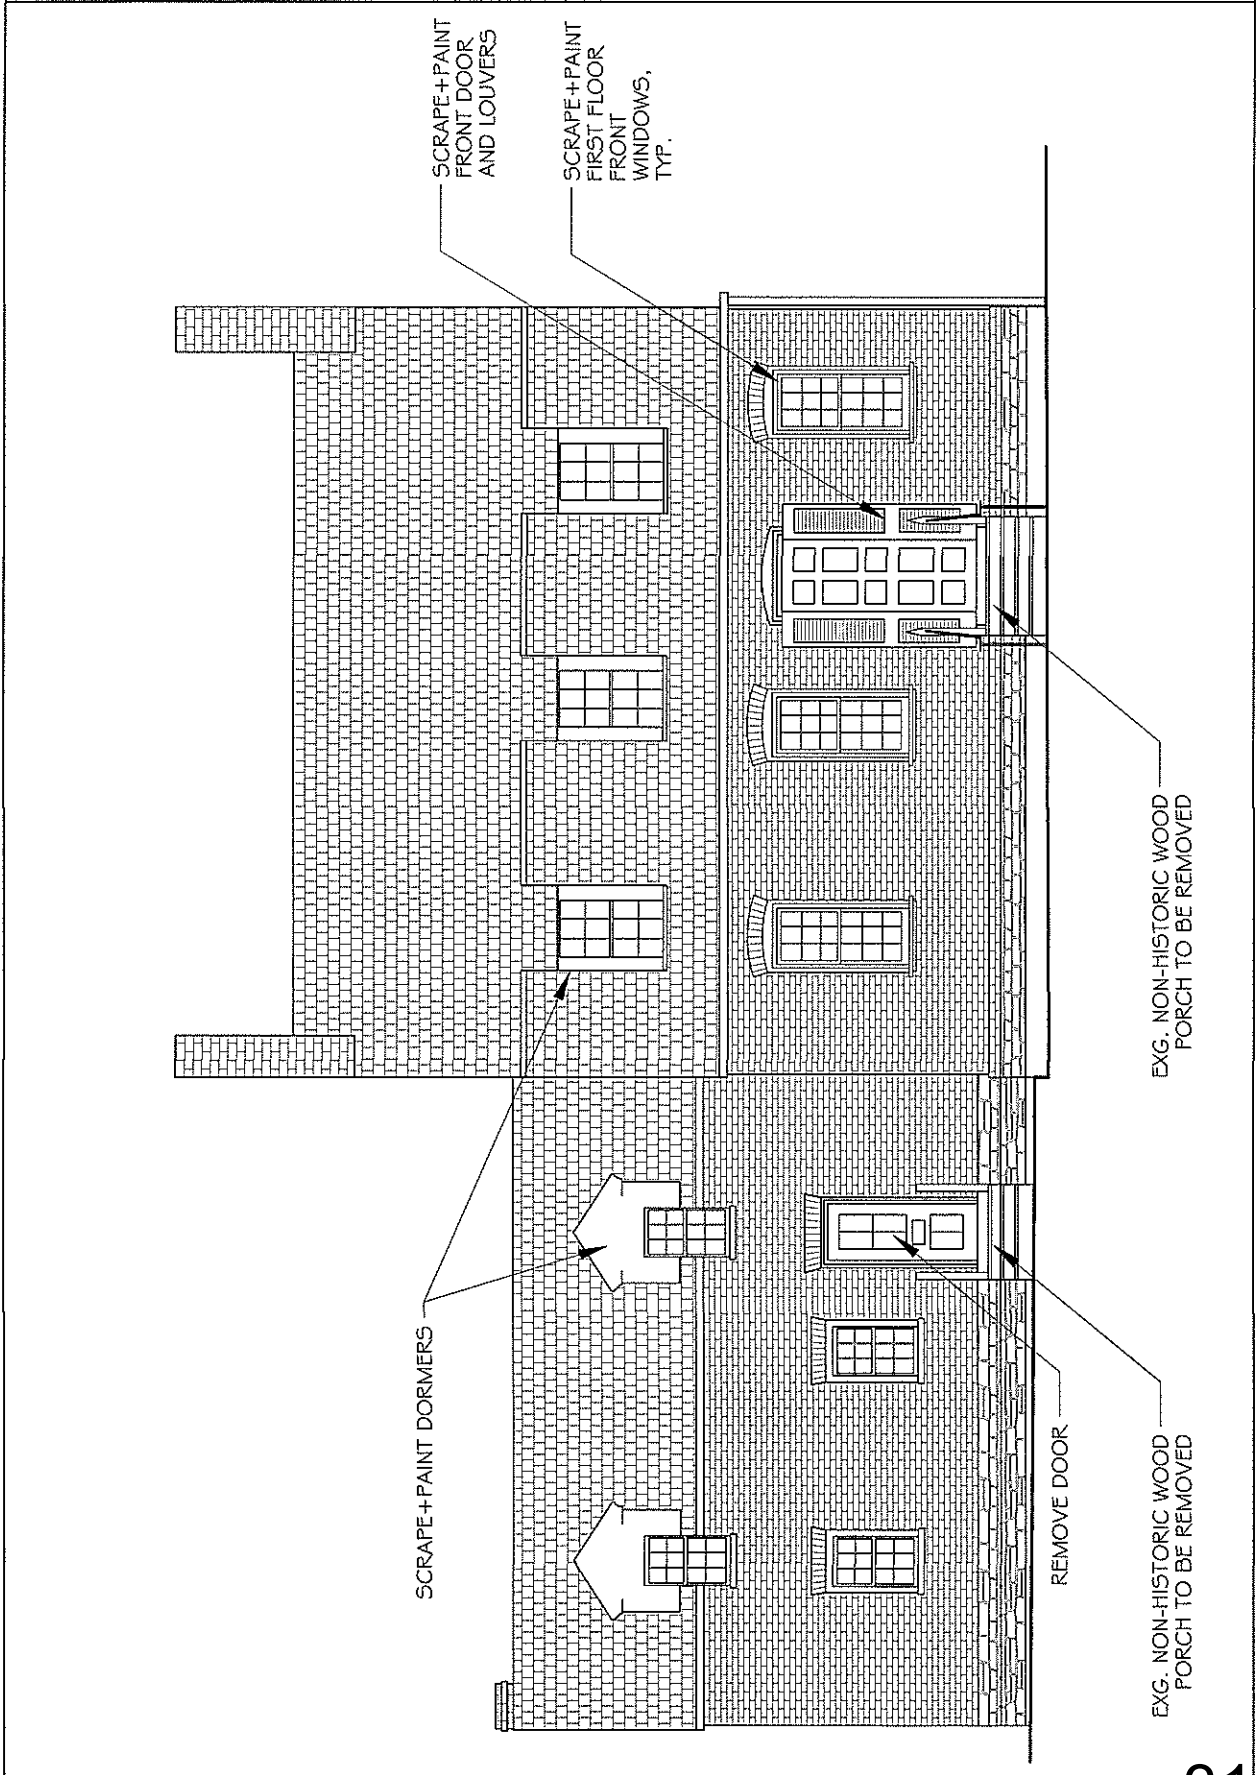 SCRAPE+PAINT
FRONT DOOR
AND LOUVERS
SCRAPE+PAINT
FIRST FLOOR
FRONT
WINDOWS,
TYP.
SCRAPE+PAINT DORMERS
REMOVE DOOR
EXG. NON-HISTORIC WOOD
PORCH TO BE REMOVED
EXG. NON-HISTORIC WOOD
PORCH TO BE REMOVED